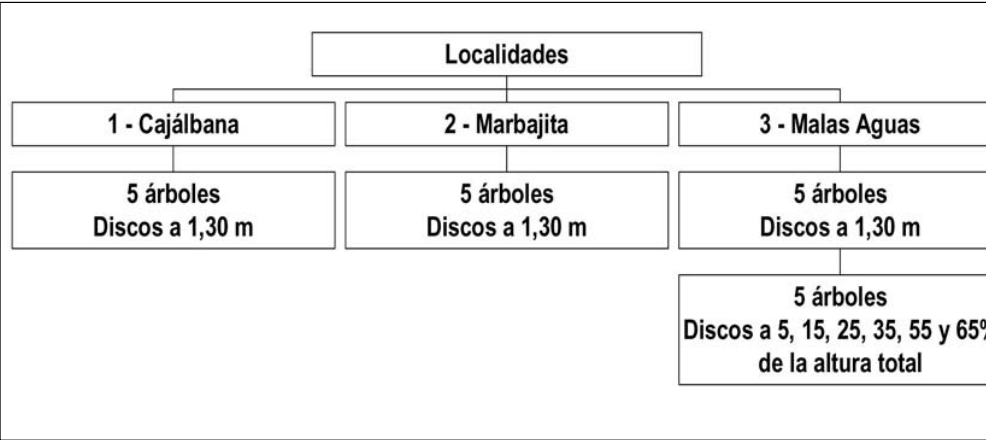 Localidades
1 - Cajálbana
2 - Marbajita
3 - Malas Aguas
5 árboles
Discos a 1,30 m
5 árboles
Discos a 1,30 m
5 árboles
Discos a 1,30 m
5 árboles
Discos a 5, 15, 25, 35, 55 y 65%
de la altura total